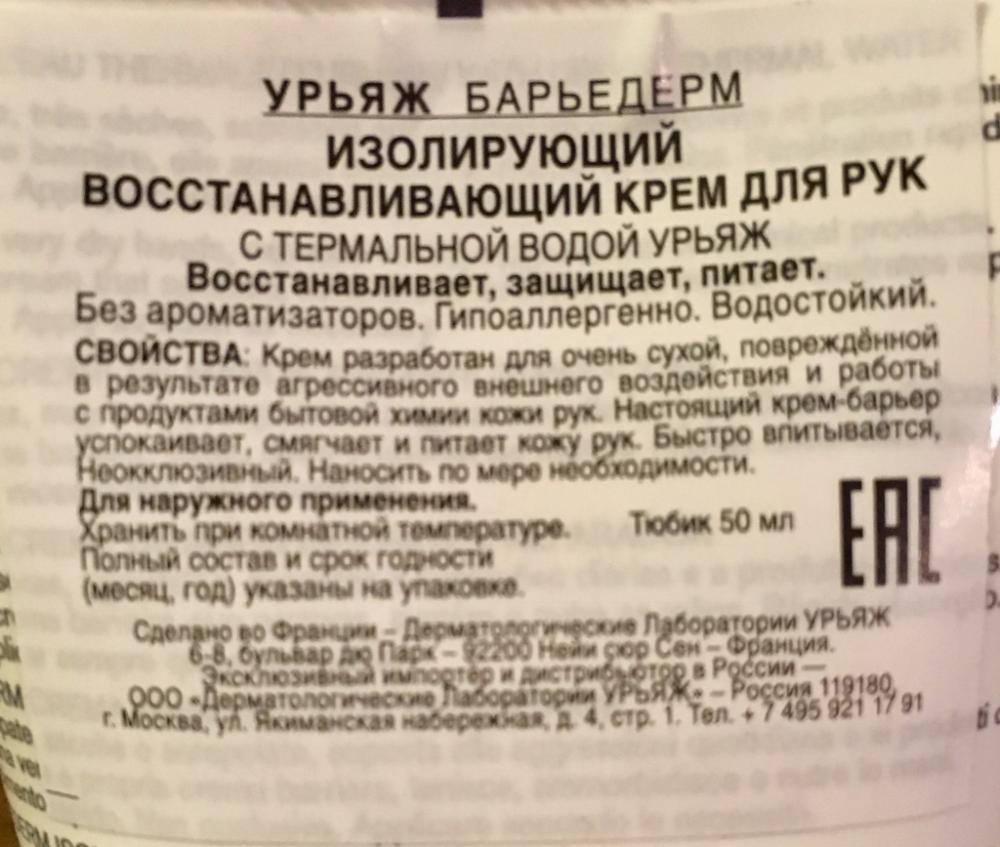 УРЬЯЖ БАРЬЕДЕРМ
ИЗОЛИРУЮЩИЙ
ВОССТАНАВЛИВАЮЩИЙ КРЕМ ДЛЯ РУК
С ТЕРМАЛЬНОЙ ВОДОЙ УРЬЯЖ
Восстанавливает, защищает, питает.
Без ароматизаторов. Гипоаллергенно. Водостойкий.
СВОЙСТВА: Крем разработан для очень сухой, повреждённой
в результате агрессивного внешнего воздействия и работы
с продуктами бытовой химии кожи рук. Настоящий крем-барьер
успокаивает, смягчает и питает кожу рук. Быстро впитывается,
Неокклюзивный. Наносить по мере необходимости.
Для наружного применения.
Хранить при комнатной температуре. Тюбик 50 мл
EAC
Полный состав и срок годности
(месяц, год) указаны на упаковке.
Сделано во Франции – Дерматологические Лаборатории УРЬЯЖ
6-8, бульвар дю Парк – 92200 Нейи сюр Сен – Франция.
Эксклюзивный импортёр и дистрибьютор в России —
ООО «Дерматологические Лаборатории УРЬЯЖ» – Россия 119180,
г. Москва, ул. Якиманская набережная, д. 4, стр. 1. Тел. + 7 495 921 17 91